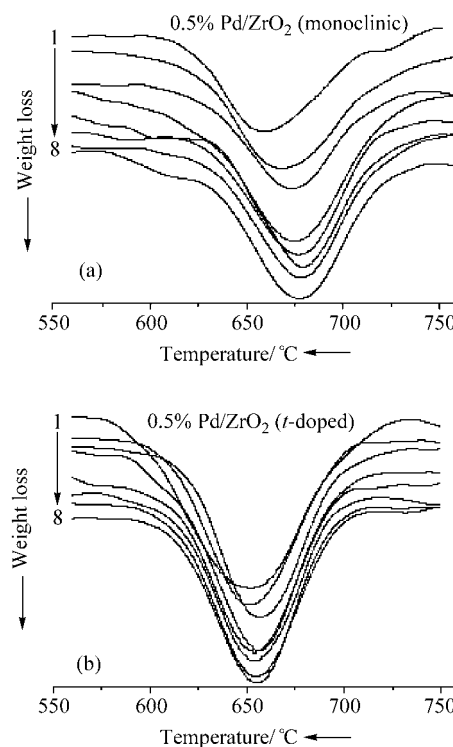 0.5% Pd/ZrO₂ (monoclinic)
1
8
Weight loss
(a)
550 600 650 700 750
Temperature/ °C
0.5% Pd/ZrO₂ (t-doped)
1
8
Weight loss
(b)
550 600 650 700 750
Temperature/ °C